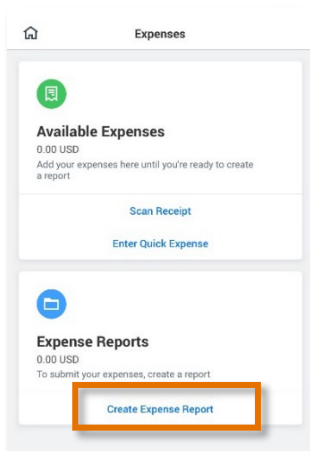 Expenses
Available Expenses
0.00 USD
Add your expenses here until you're ready to create
a report
Scan Receipt
Enter Quick Expense
Expense Reports
0.00 USD
To submit your expenses, create a report
Create Expense Report